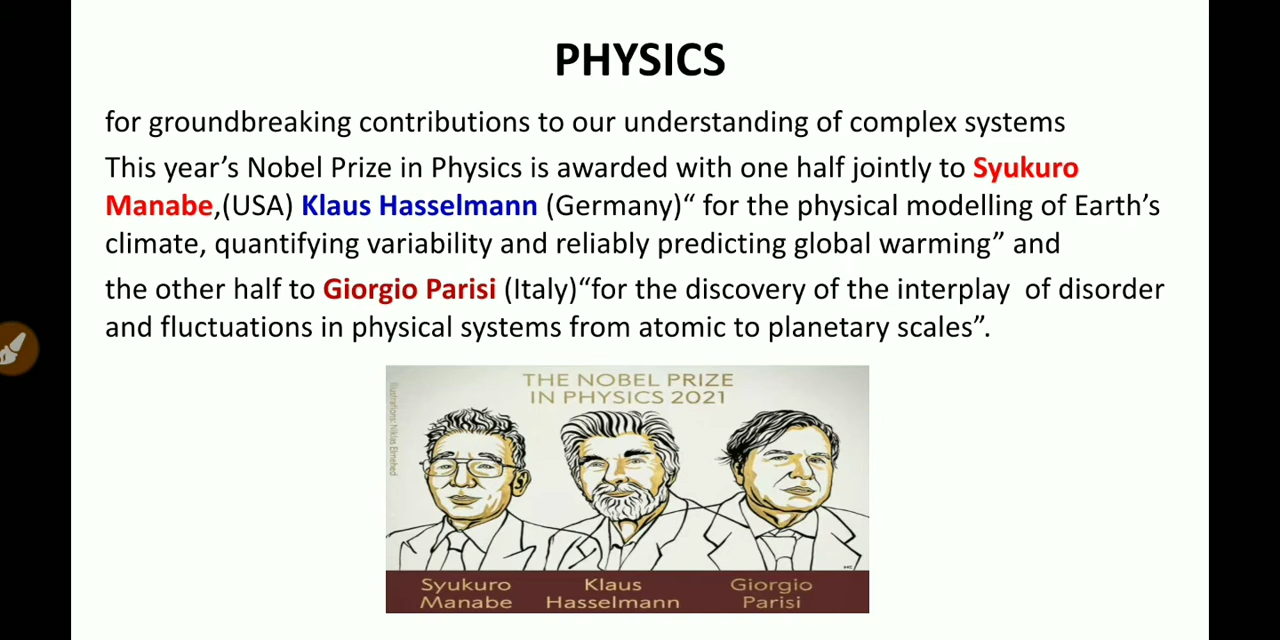 PHYSICS
for groundbreaking contributions to our understanding of complex systems
This year’s Nobel Prize in Physics is awarded with one half jointly to Syukuro
Manabe,(USA) Klaus Hasselmann (Germany)“ for the physical modelling of Earth’s
climate, quantifying variability and reliably predicting global warming” and
the other half to Giorgio Parisi (Italy)“for the discovery of the interplay of disorder
and fluctuations in physical systems from atomic to planetary scales”.
THE NOBEL PRIZE
IN PHYSICS 2021
Illustrations: Niklas Elmehed
Syukuro
Manabe
Klaus
Hasselmann
Giorgio
Parisi